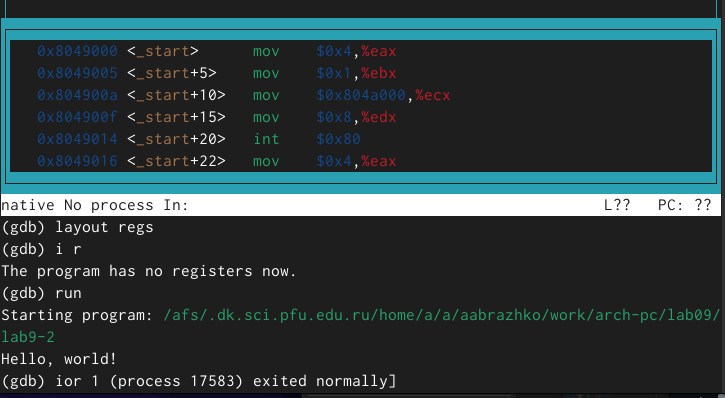 0x8049000 <_start> mov $0x4,%eax
0x8049005 <_start+5> mov $0x1,%ebx
0x804900a <_start+10> mov $0x804a000,%ecx
0x804900f <_start+15> mov $0x8,%edx
0x8049014 <_start+20> int $0x80
0x8049016 <_start+22> mov $0x4,%eax
native No process In: L?? PC: ??
(gdb) layout regs
(gdb) i r
The program has no registers now.
(gdb) run
Starting program: /afs/.dk.sci.pfu.edu.ru/home/a/a/aabrazhko/work/arch-pc/lab09/
lab9-2
Hello, world!
(gdb) ior 1 (process 17583) exited normally]